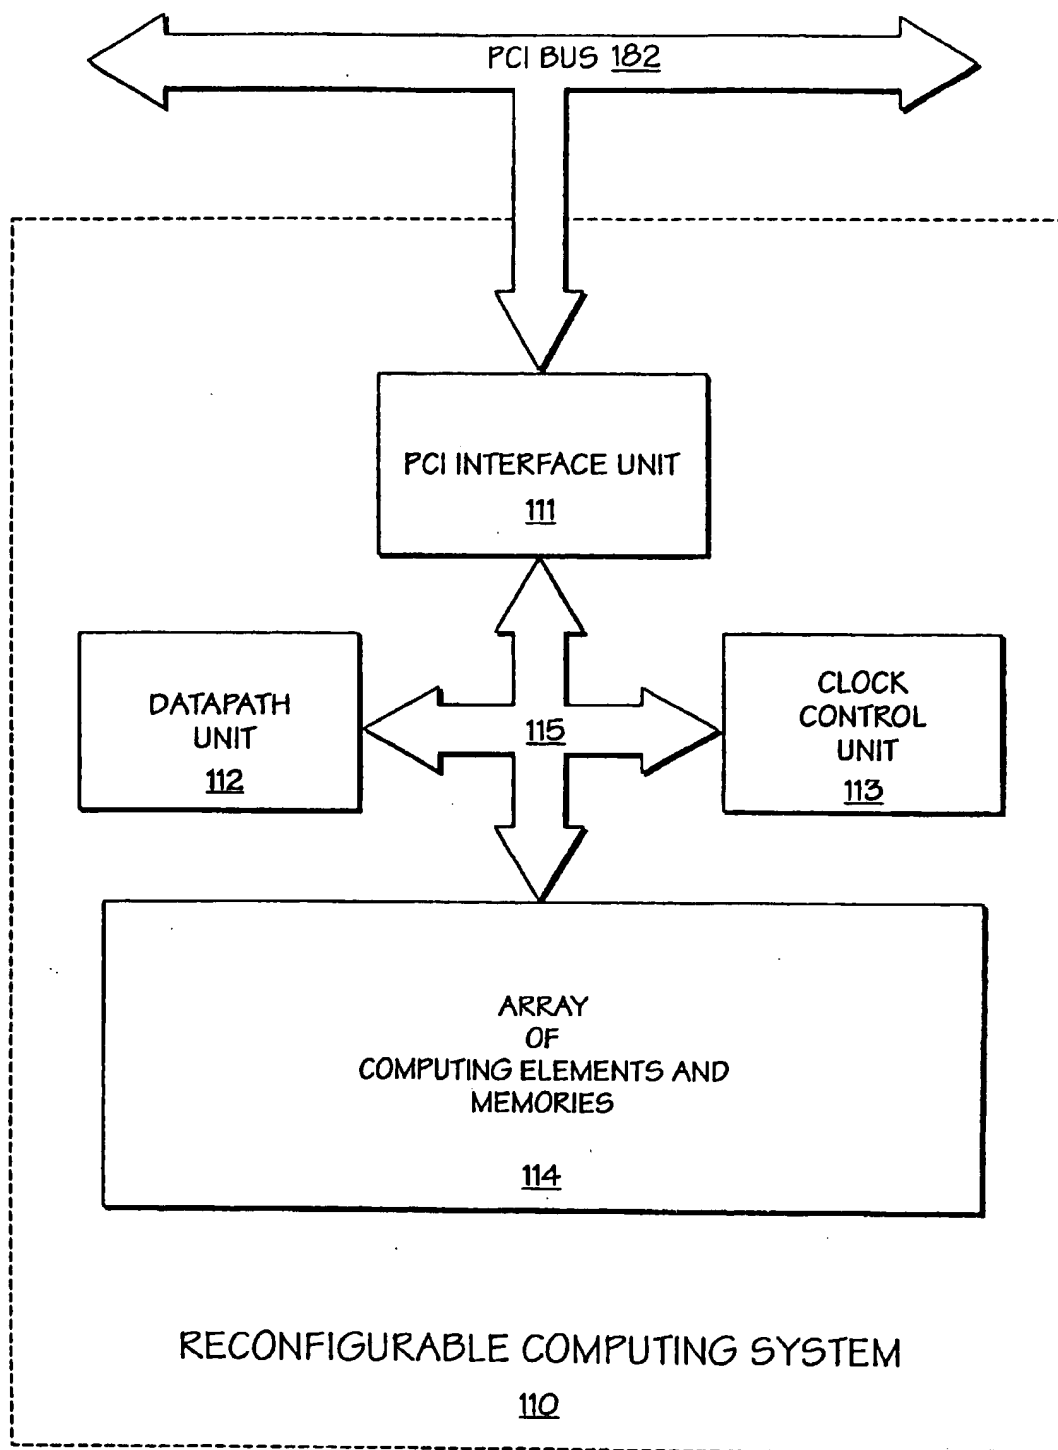 PCI BUS 182
PCI INTERFACE UNIT
111
DATAPATH
UNIT
112
115
CLOCK
CONTROL
UNIT
113
ARRAY
OF
COMPUTING ELEMENTS AND
MEMORIES
114
RECONFIGURABLE COMPUTING SYSTEM
110